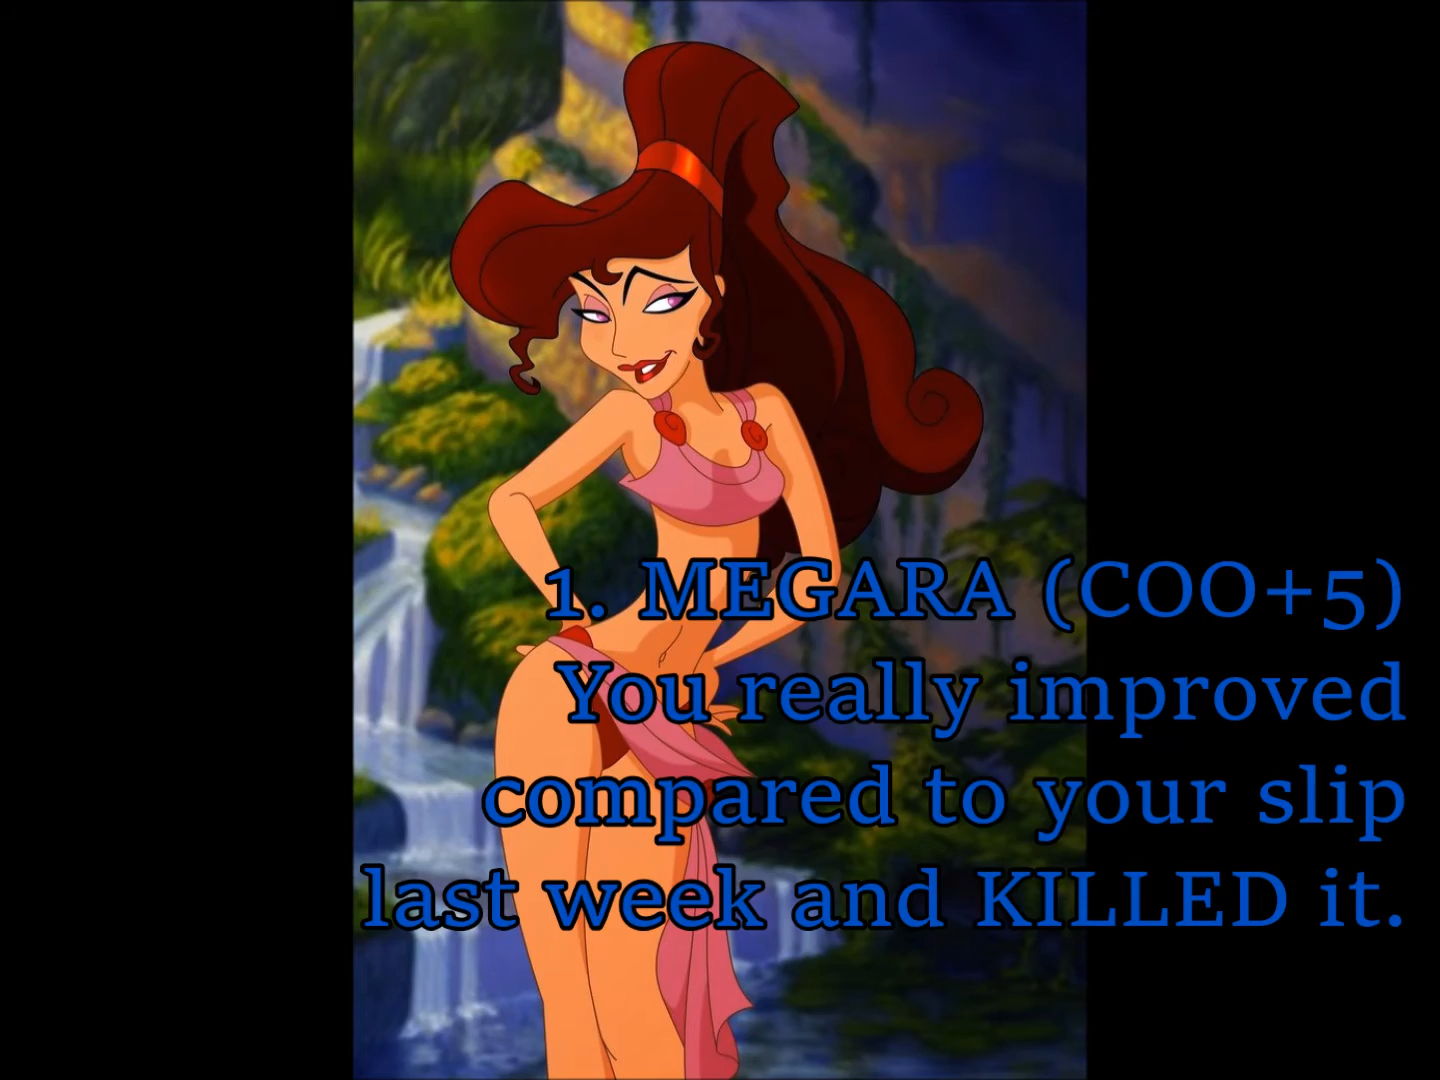 1. MEGARA (COO+5)
You really improved
compared to your slip
last week and KILLED it.